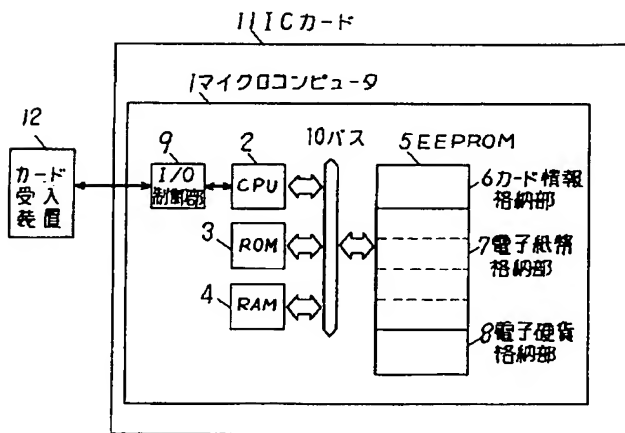 11 ICカード
1マイクロコンピュータ
12
カード
受入
装置
9
I/O
制御部
2
CPU
10バス
3
ROM
4
RAM
5 EEPROM
6カード情報
格納部
7電子紙幣
格納部
8電子硬貨
格納部